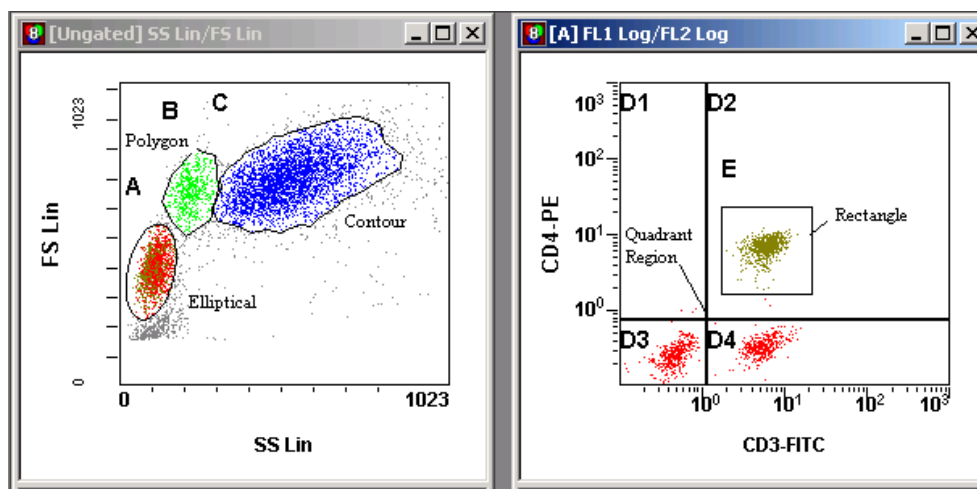 8 [Ungated] SS Lin/FS Lin
1023
FS Lin
0
A
B
C
Polygon
Contour
Elliptical
0 1023
SS Lin
8 [A] FL1 Log/FL2 Log
10³
10²
10¹
10⁰
CD4-PE
D1 D2
E
Rectangle
Quadrant
Region
D3 D4
10⁰ 10¹ 10² 10³
CD3-FITC